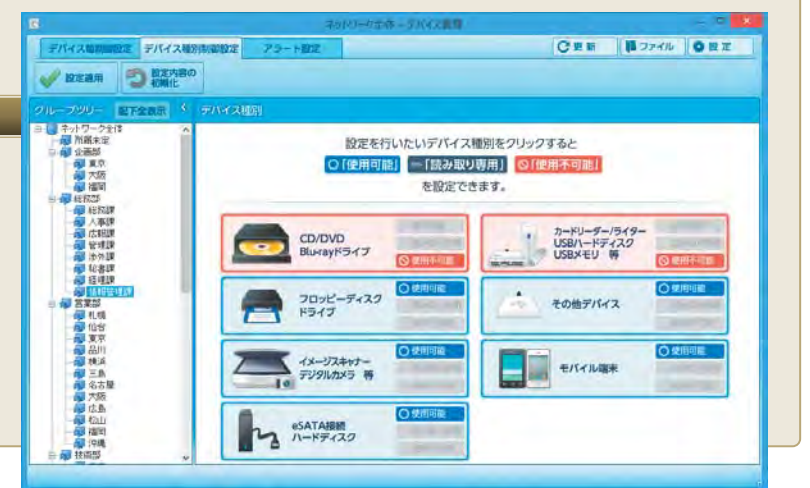 ネットワーク全体 - デバイス管理
デバイス種別制御設定
アラート設定
更新
ファイル
設定
設定適用
設定内容の
初期化
グループツリー
配下全表示
デバイス種別
ネットワーク全体
所属未定
企画部
東京
大阪
福岡
総務部
総務課
人事課
広報課
管理課
渉外課
秘書課
経理課
情報管理課
営業部
札幌
仙台
東京
品川
横浜
三島
名古屋
大阪
広島
松山
福岡
沖縄
技術部
設定を行いたいデバイス種別をクリックすると
「使用可能」 「読み取り専用」 「使用不可能」
を設定できます。
CD/DVD
Blu-rayドライブ
使用不可能
カードリーダー/ライター
USBハードディスク
USBメモリ 等
使用不可能
フロッピーディスク
ドライブ
使用可能
その他デバイス
使用可能
イメージスキャナー
デジタルカメラ 等
使用可能
モバイル端末
使用可能
eSATA接続
ハードディスク
使用可能